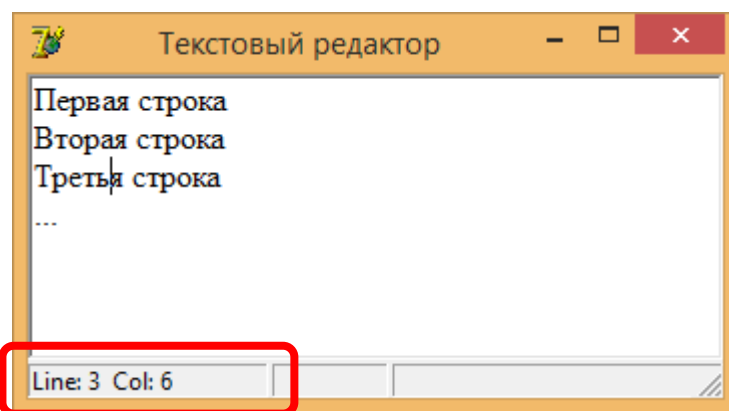 Текстовый редактор
Первая строка
Вторая строка
Третья строка
...
Line: 3 Col: 6